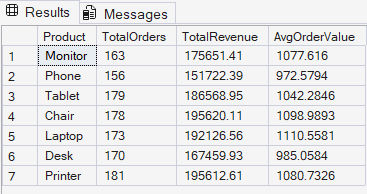 Results Messages
Product TotalOrders TotalRevenue AvgOrderValue
1 Monitor 163 175651.41 1077.616
2 Phone 156 151722.39 972.5794
3 Tablet 179 186568.95 1042.2846
4 Chair 178 195620.11 1098.9893
5 Laptop 173 192126.56 1110.5581
6 Desk 170 167459.93 985.0584
7 Printer 181 195612.61 1080.7326